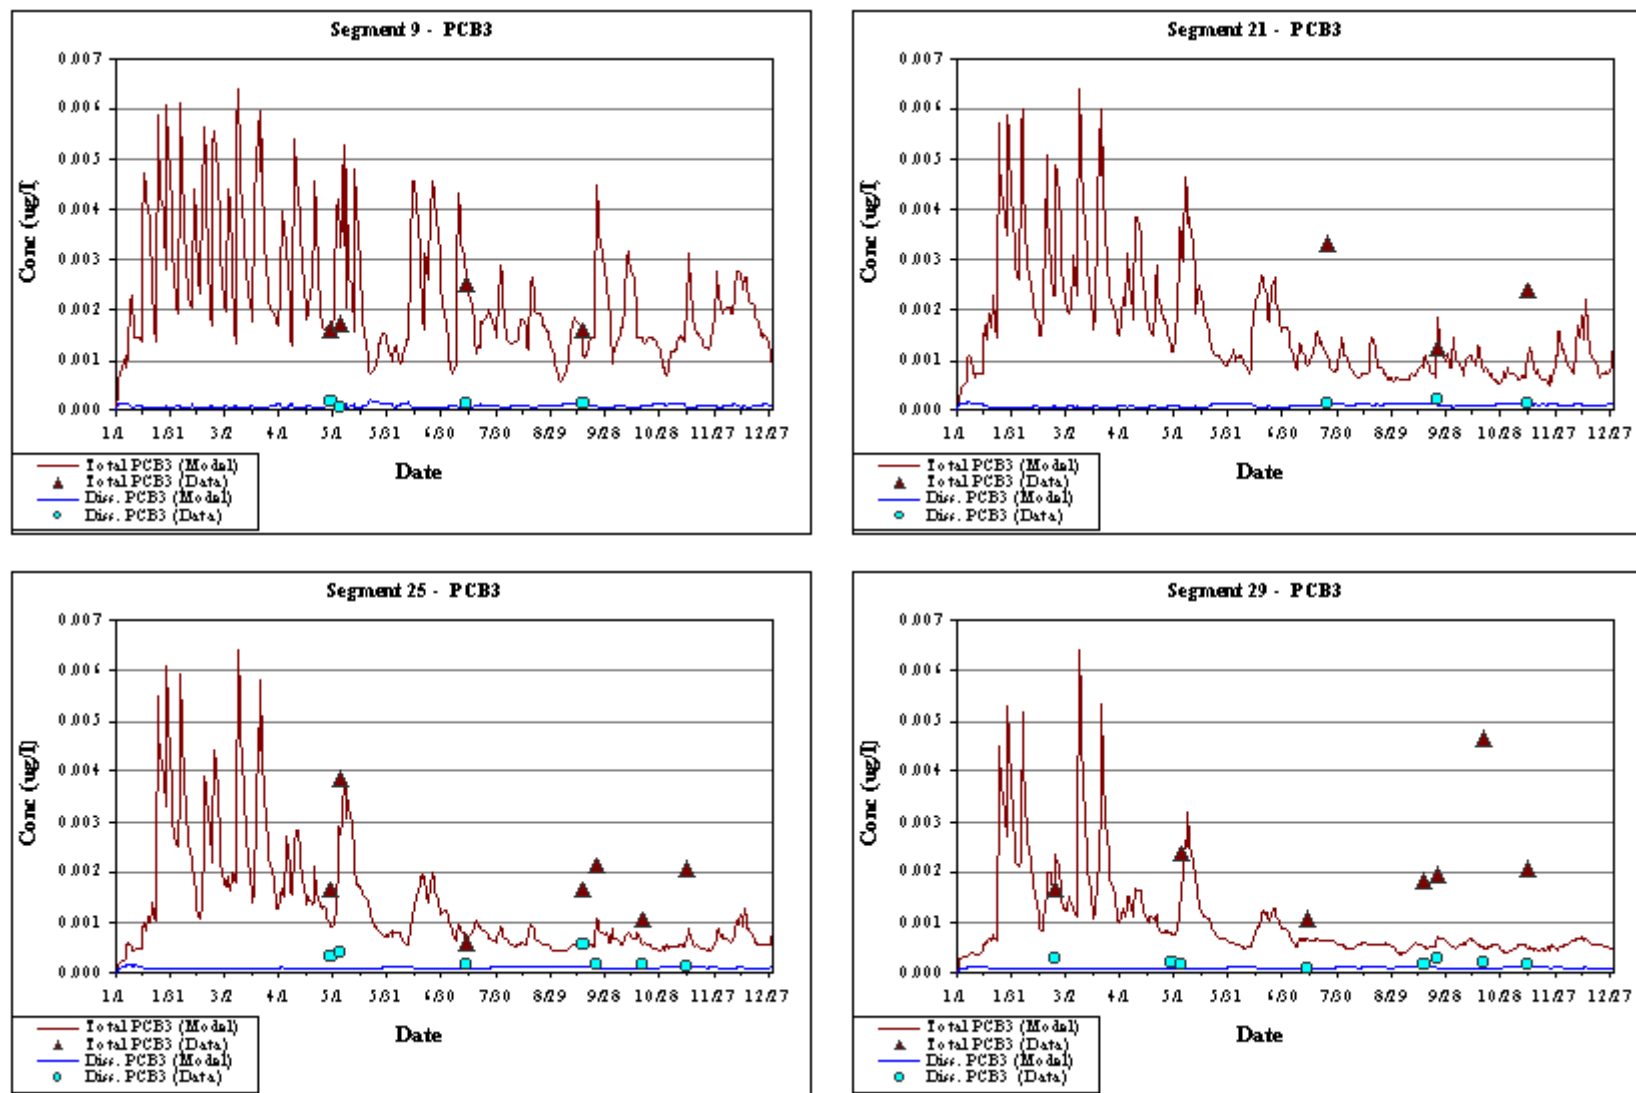 Segment 9 - PCB3
0.007
0.006
0.005
0.004
0.003
0.002
0.001
0.000
Conc (ug/L)
1/1 1/31 3/2 4/1 5/1 5/31 6/30 7/30 8/29 9/28 10/28 11/27 12/27
Date
Total PCB3 (Model)
Total PCB3 (Data)
Diss. PCB3 (Model)
Diss. PCB3 (Data)
Segment 21 - PCB3
0.007
0.006
0.005
0.004
0.003
0.002
0.001
0.000
Conc (ug/L)
1/1 1/31 3/2 4/1 5/1 5/31 6/30 7/30 8/29 9/28 10/28 11/27 12/27
Date
Total PCB3 (Model)
Total PCB3 (Data)
Diss. PCB3 (Model)
Diss. PCB3 (Data)
Segment 25 - PCB3
0.007
0.006
0.005
0.004
0.003
0.002
0.001
0.000
Conc (ug/l)
1/1 1/31 3/2 4/1 5/1 5/31 6/30 7/30 8/29 9/28 10/28 11/27 12/27
Date
Total PCB3 (Model)
Total PCB3 (Data)
Diss. PCB3 (Model)
Diss. PCB3 (Data)
Segment 29 - PCB3
0.007
0.006
0.005
0.004
0.003
0.002
0.001
0.000
Conc (ug/l)
1/1 1/31 3/2 4/1 5/1 5/31 6/30 7/30 8/29 9/28 10/28 11/27 12/27
Date
Total PCB3 (Model)
Total PCB3 (Data)
Diss. PCB3 (Model)
Diss. PCB3 (Data)